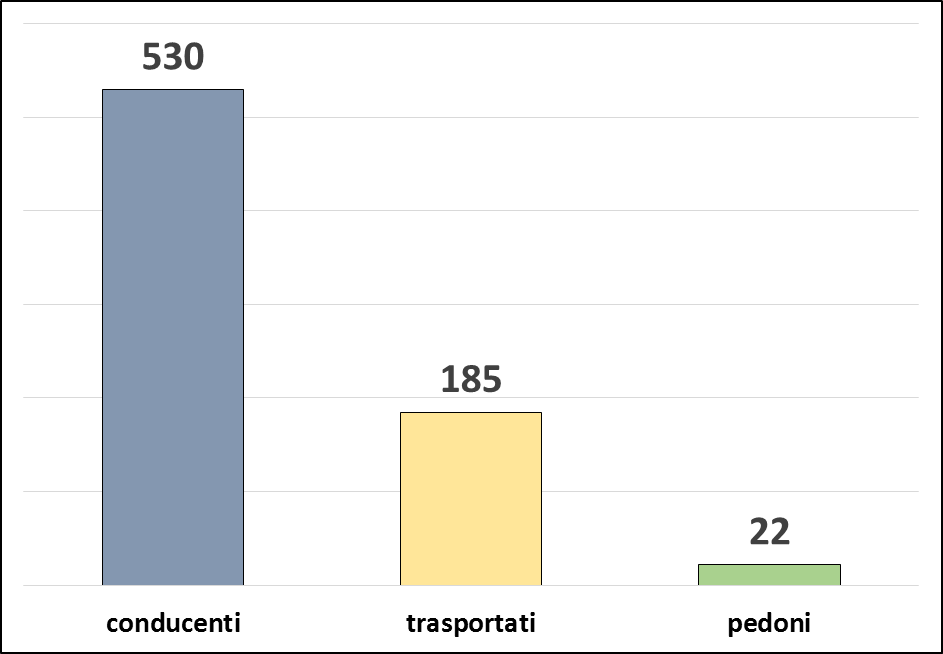 530
185
22
conducenti trasportati pedoni